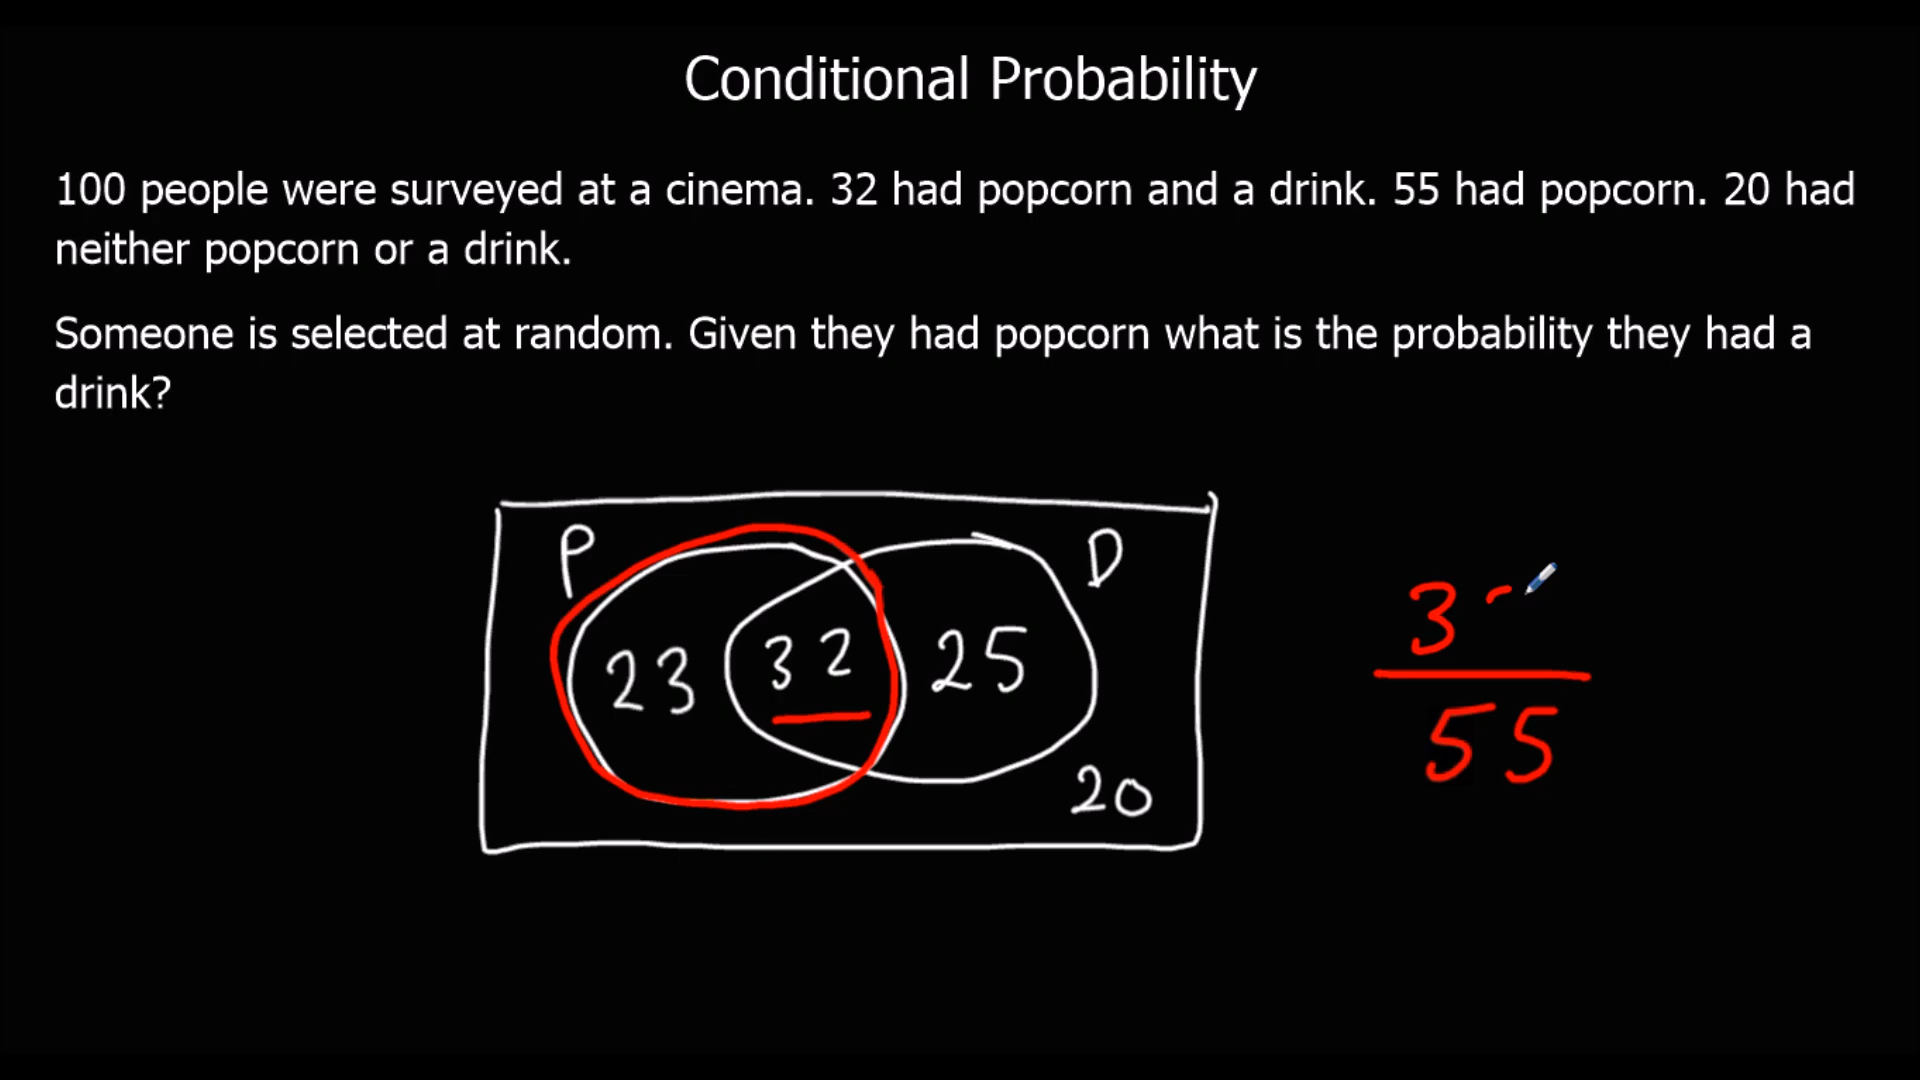 Conditional Probability
100 people were surveyed at a cinema. 32 had popcorn and a drink. 55 had popcorn. 20 had
neither popcorn or a drink.
Someone is selected at random. Given they had popcorn what is the probability they had a
drink?
P D
23 32 25
20
3
55